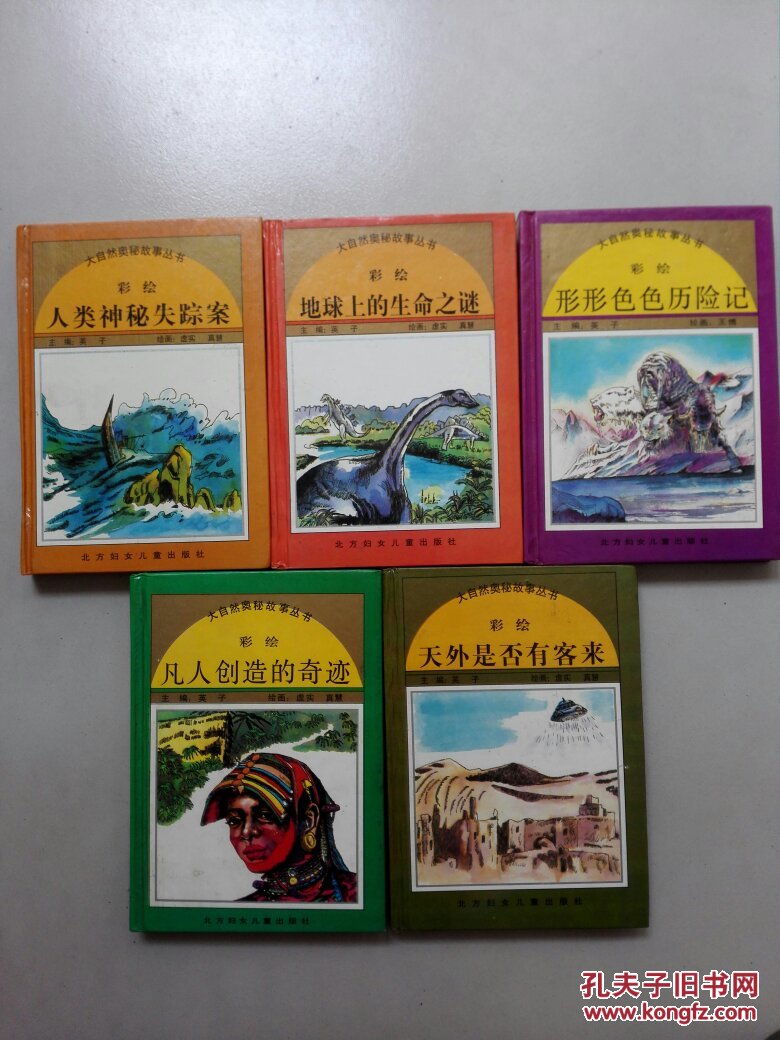 大自然奥秘故事丛书
彩绘
人类神秘失踪案
主编：英子 绘画：虚实 真慧
北方妇女儿童出版社
大自然奥秘故事丛书
彩绘
地球上的生命之谜
主编：英子 绘画：虚实 真慧
北方妇女儿童出版社
大自然奥秘故事丛书
彩绘
形形色色历险记
主编：英子 绘画：天德
北方妇女儿童出版社
大自然奥秘故事丛书
彩绘
凡人创造的奇迹
主编：英子 绘画：虚实 真慧
北方妇女儿童出版社
大自然奥秘故事丛书
彩绘
天外是否有客来
主编：英子 绘画：虚实 真慧
北方妇女儿童出版社
孔夫子旧书网
www.kongfz.com